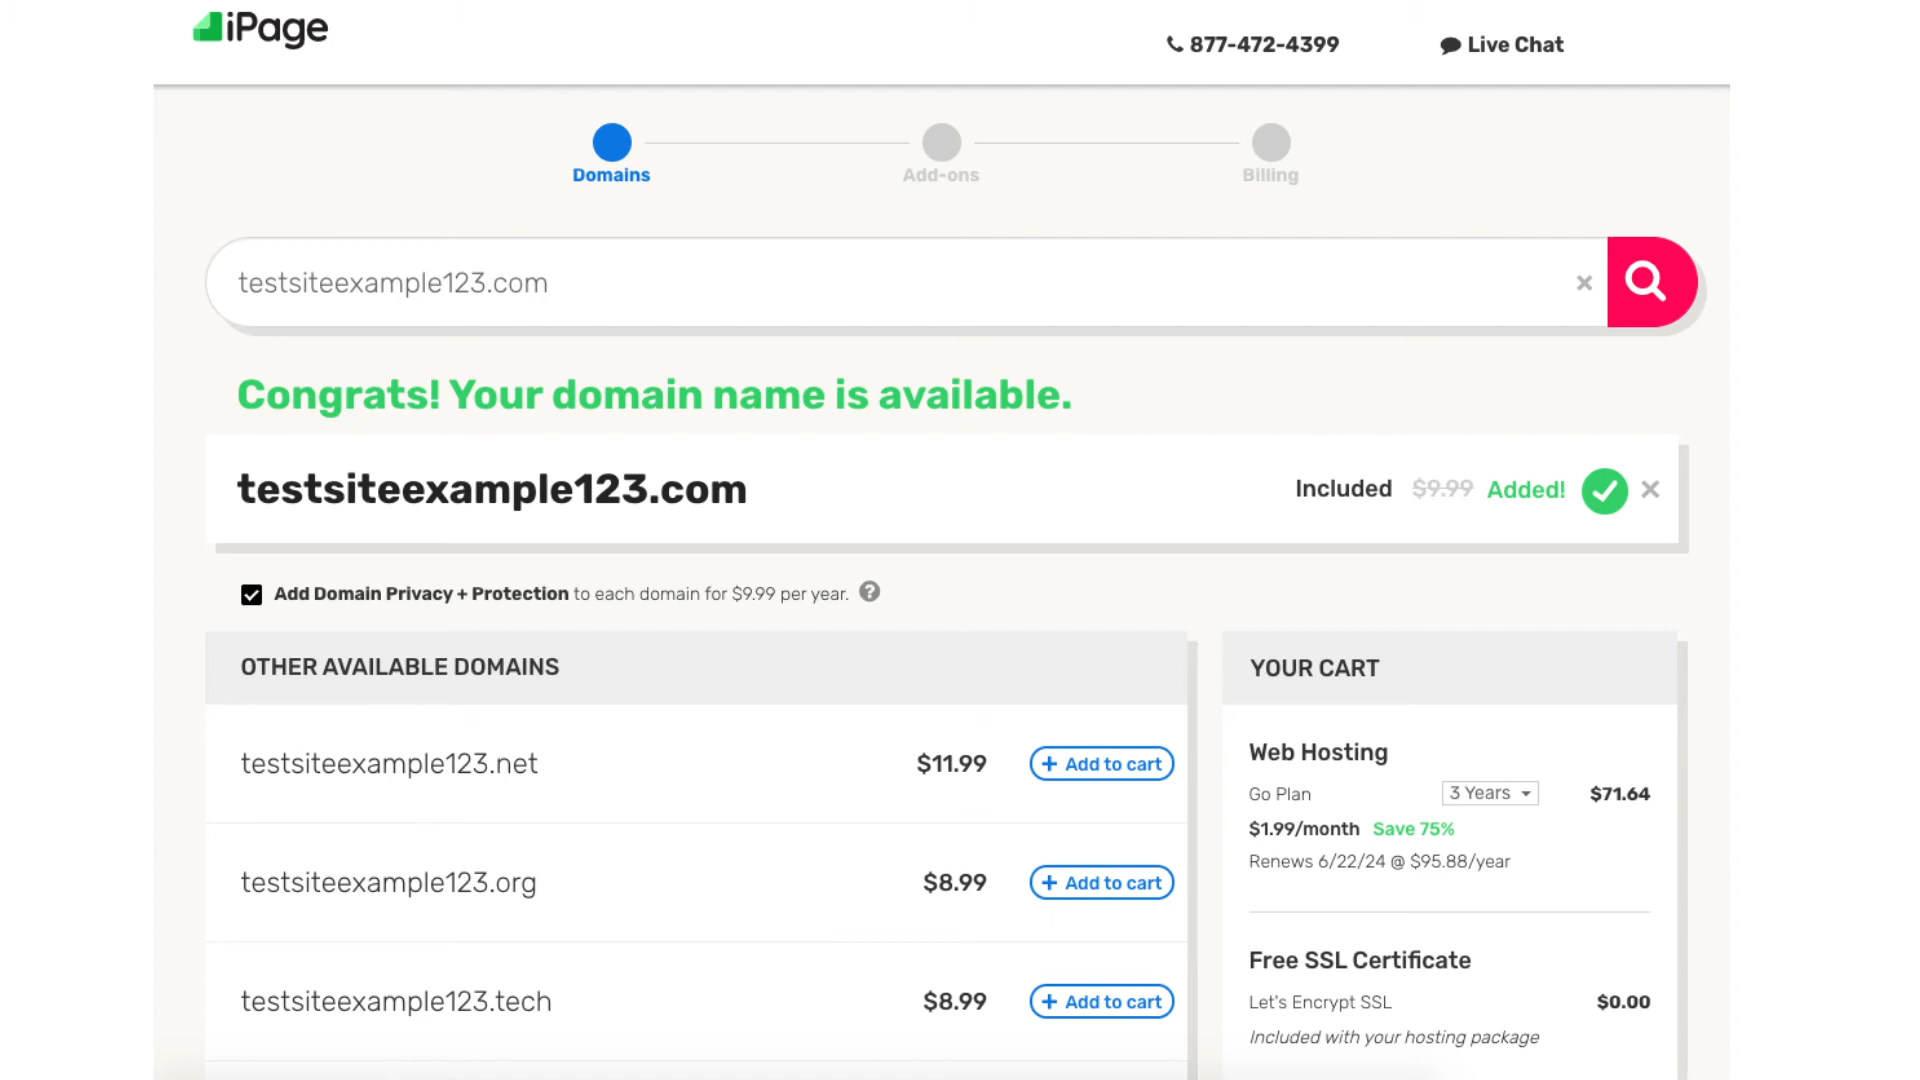 iPage
877-472-4399
Live Chat
Domains
Add-ons
Billing
testsiteexample123.com
Congrats! Your domain name is available.
testsiteexample123.com
Included $9.99 Added!
Add Domain Privacy + Protection to each domain for $9.99 per year.
OTHER AVAILABLE DOMAINS
testsiteexample123.net $11.99 + Add to cart
testsiteexample123.org $8.99 + Add to cart
testsiteexample123.tech $8.99 + Add to cart
YOUR CART
Web Hosting
Go Plan 3 Years $71.64
$1.99/month Save 75%
Renews 6/22/24 @ $95.88/year
Free SSL Certificate
Let's Encrypt SSL $0.00
Included with your hosting package